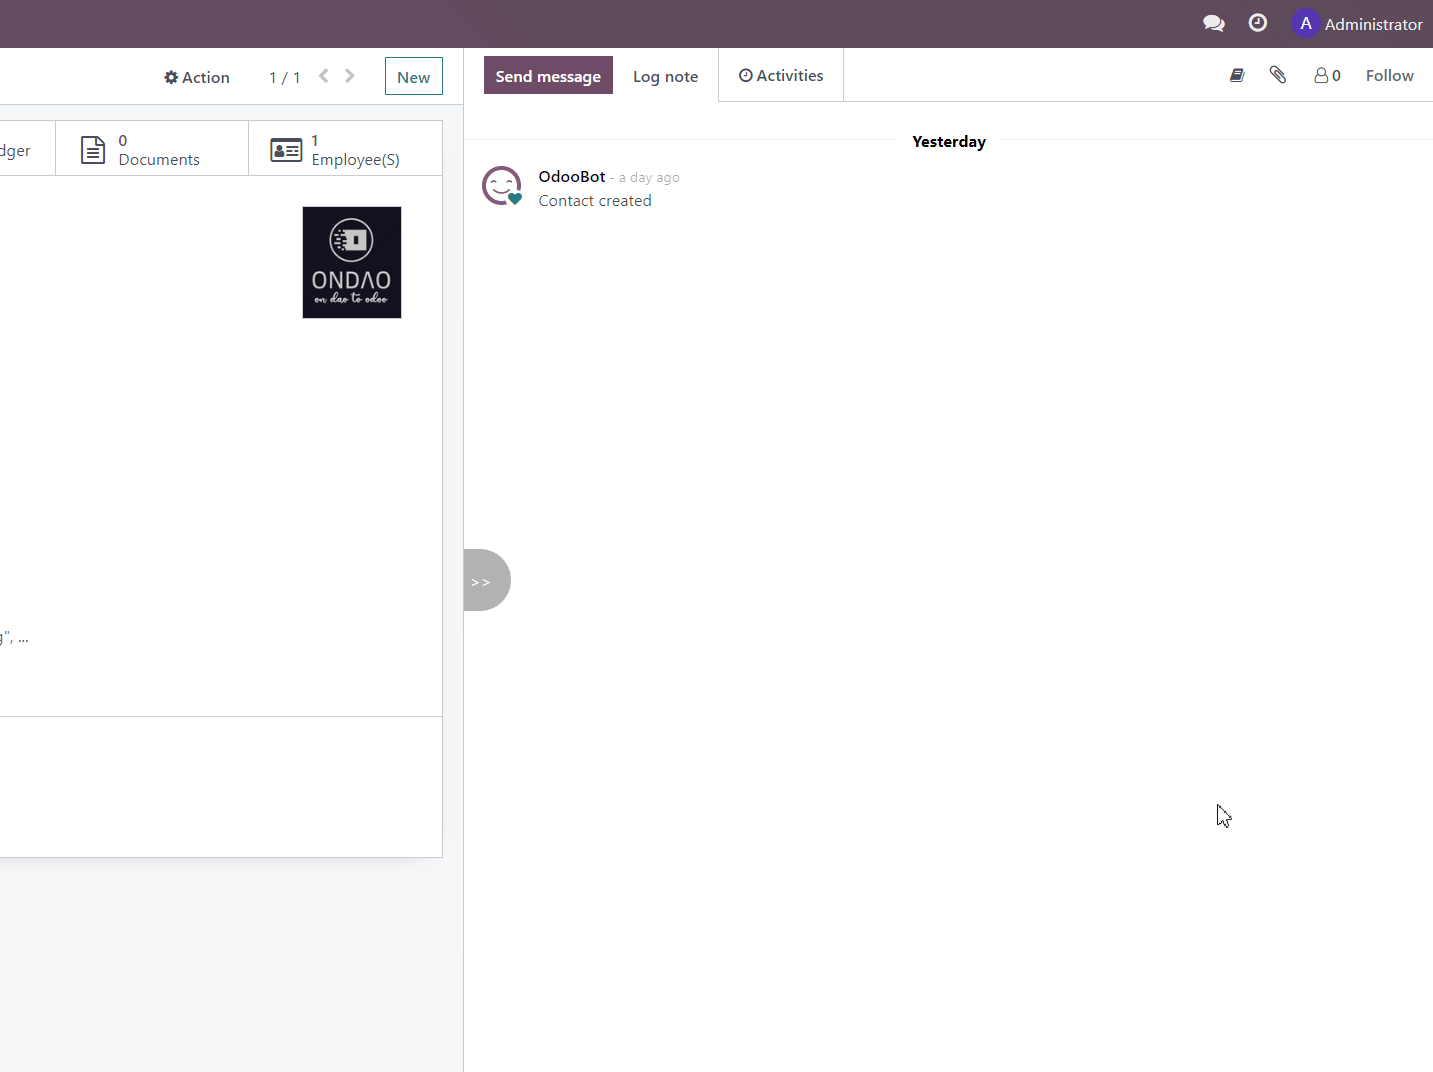 A Administrator
Action 1 / 1 New
Send message Log note Activities 0 Follow
dger
0
Documents
1
Employee(S)
Yesterday
OdooBot - a day ago
Contact created
ONDAO
on dao to odoo
>>
g", ...